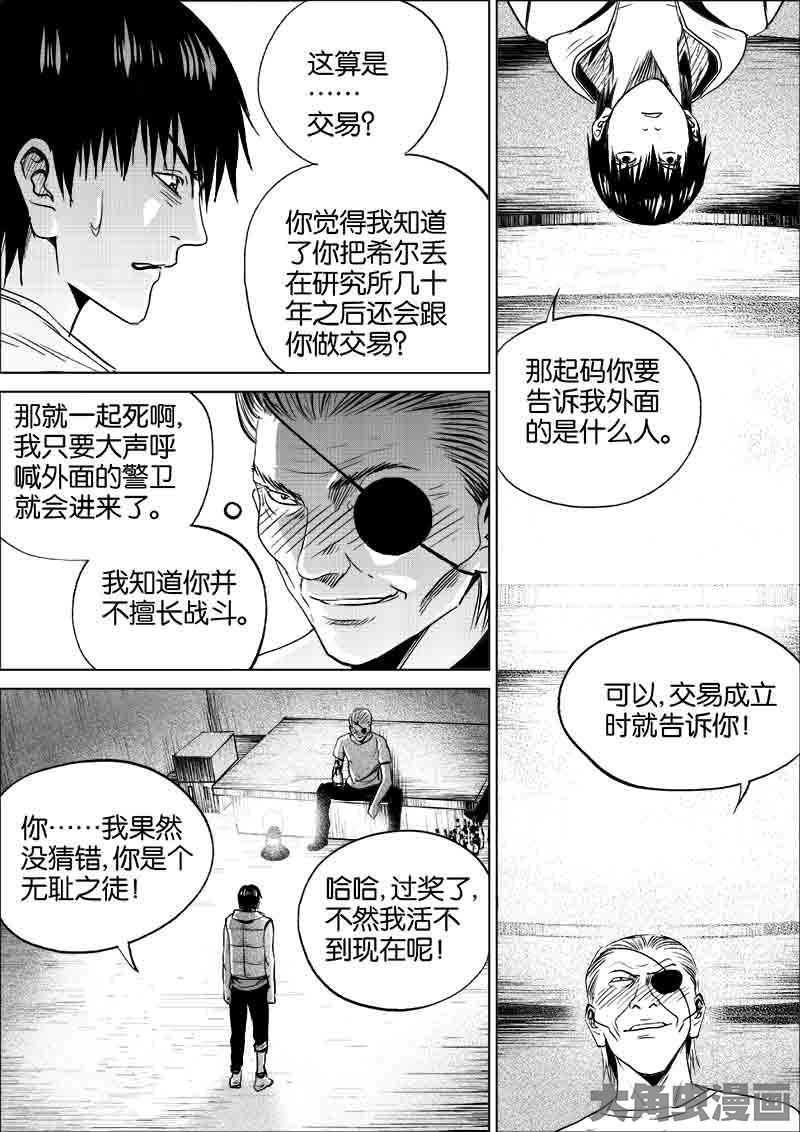 这算是
……
交易？
你觉得我知道
了你把希尔丢
在研究所几十
年之后还会跟
你做交易？
那就一起死啊，
我只要大声呼
喊外面的警卫
就会进来了。
我知道你并
不擅长战斗。
你……我果然
没猜错，你是个
无耻之徒！
哈哈，过奖了，
不然我活不
到现在呢！
那起码你要
告诉我外面
的是什么人。
可以，交易成立
时就告诉你！
大角虫漫画